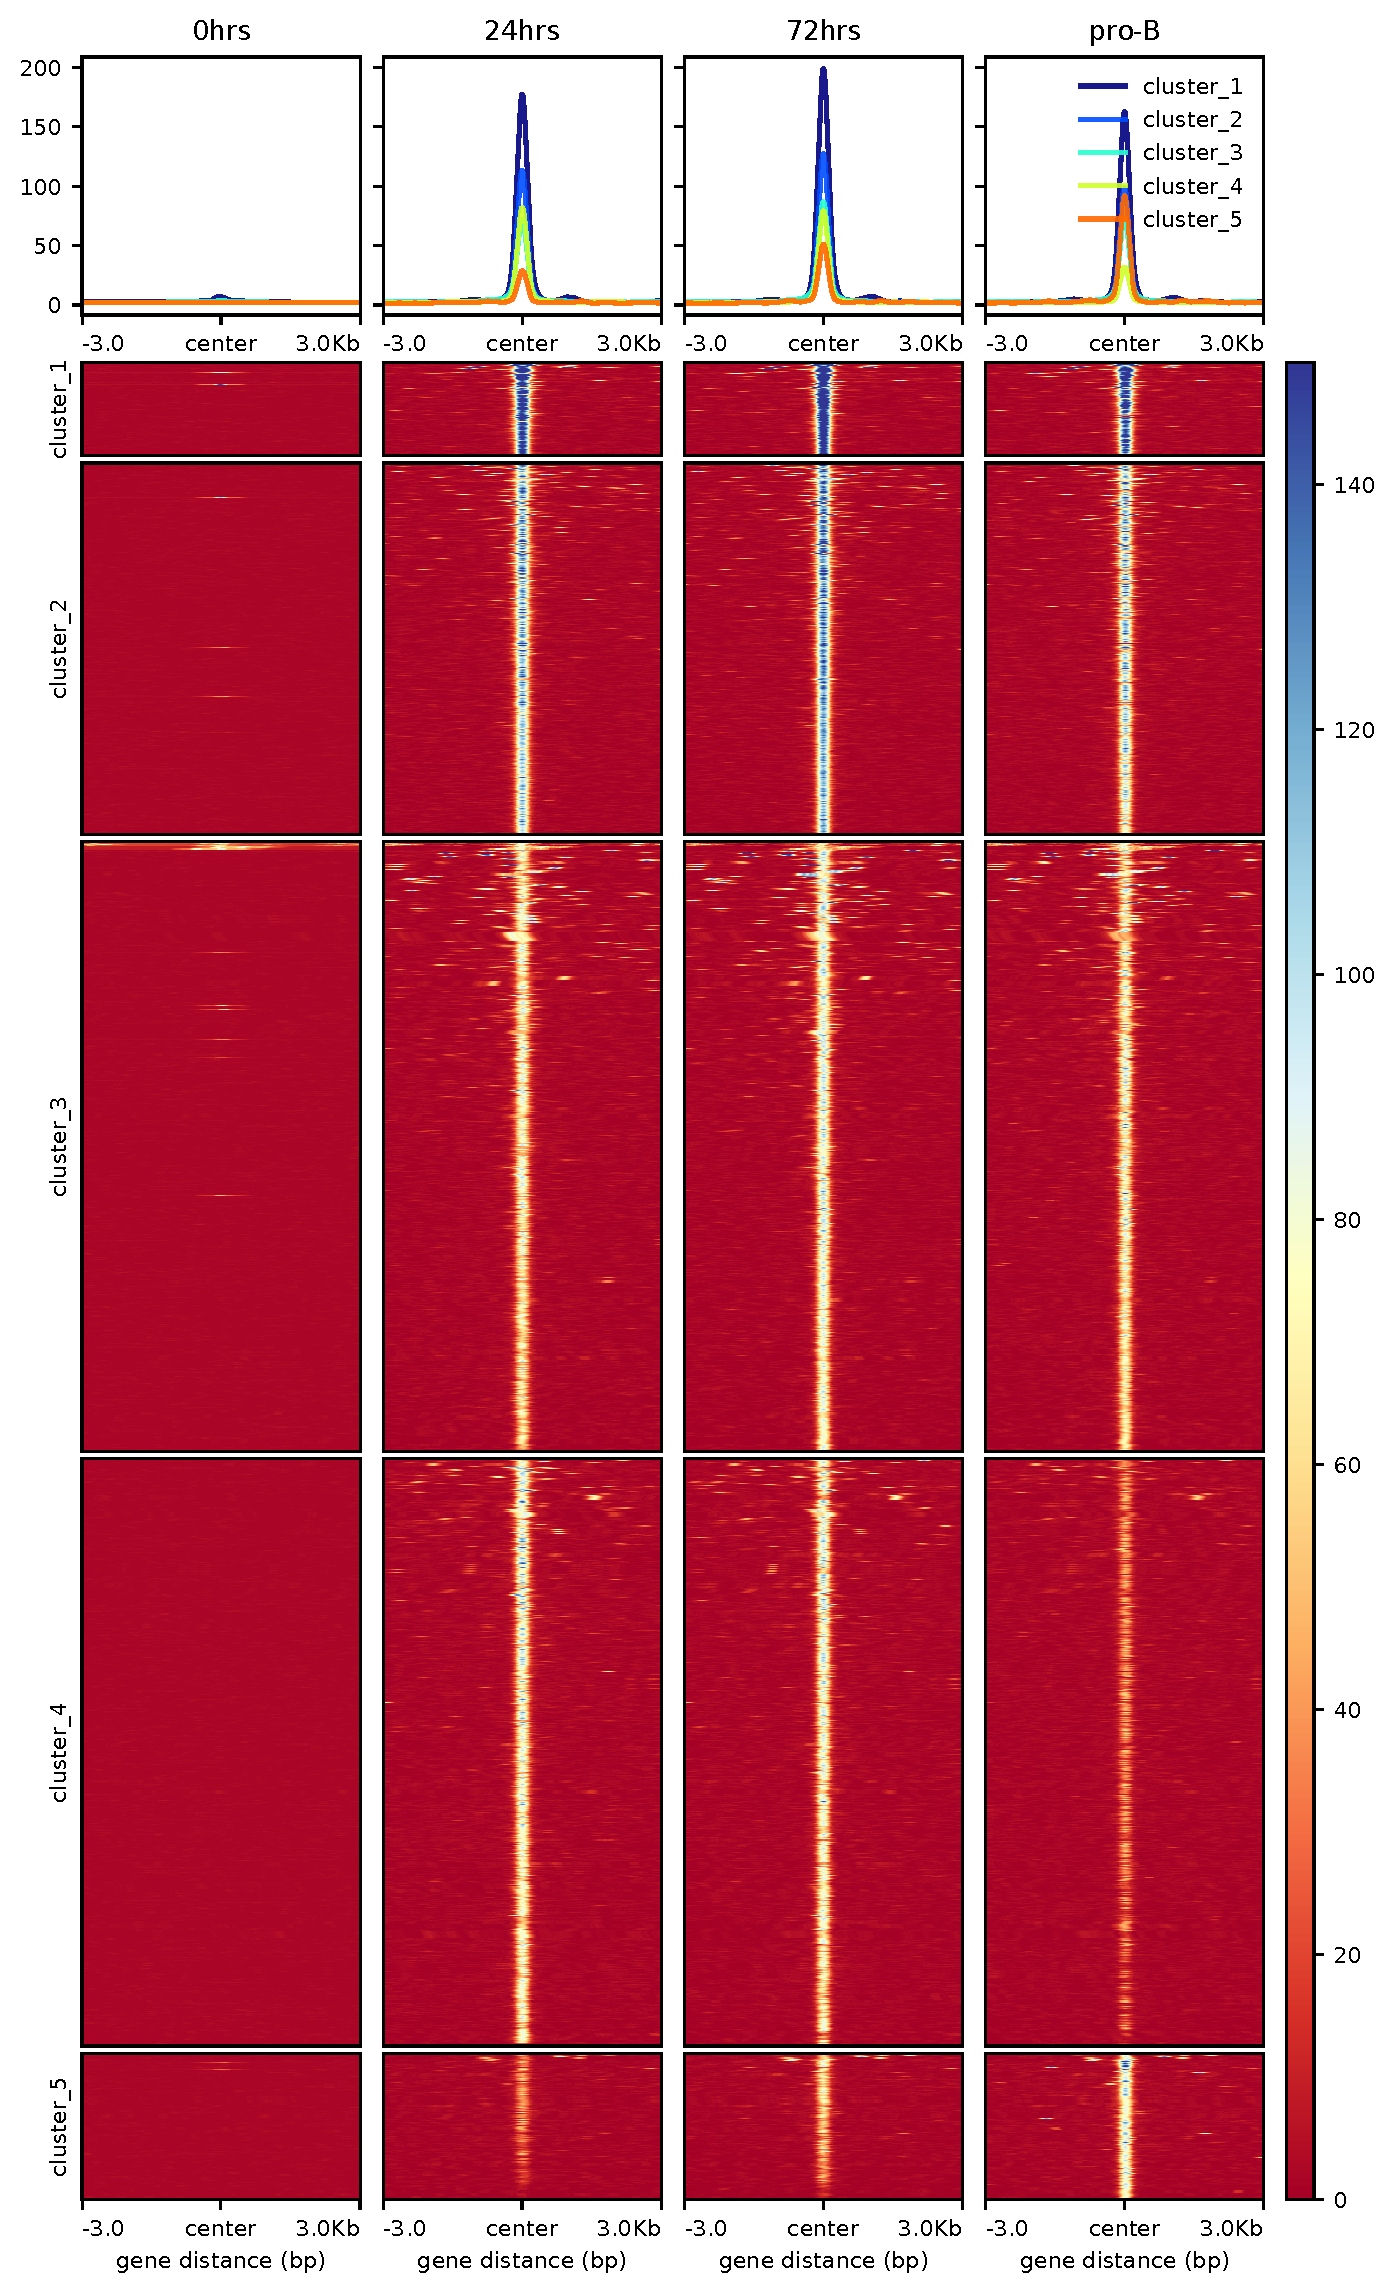 0hrs 24hrs 72hrs pro-B
200
150
100
50
0
cluster_1
cluster_2
cluster_3
cluster_4
cluster_5
-3.0 center 3.0Kb -3.0 center 3.0Kb -3.0 center 3.0Kb -3.0 center 3.0Kb
cluster_1
cluster_2
cluster_3
cluster_4
cluster_5
140
120
100
80
60
40
20
0
-3.0 center 3.0Kb -3.0 center 3.0Kb -3.0 center 3.0Kb -3.0 center 3.0Kb
gene distance (bp) gene distance (bp) gene distance (bp) gene distance (bp)